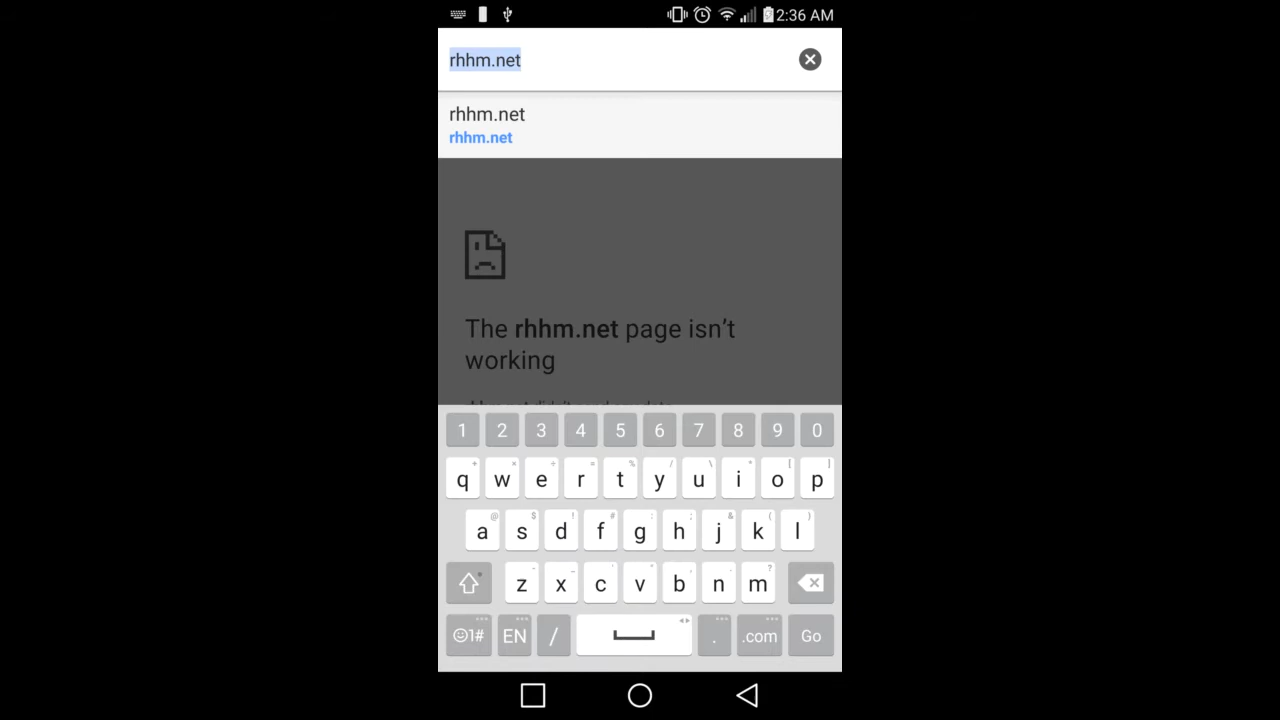 2:36 AM
rhhm.net
rhhm.net
rhhm.net
The rhhm.net page isn't
working
1 2 3 4 5 6 7 8 9 0
q w e r t y u i o p
a s d f g h j k l
z x c v b n m
1# EN / . .com Go